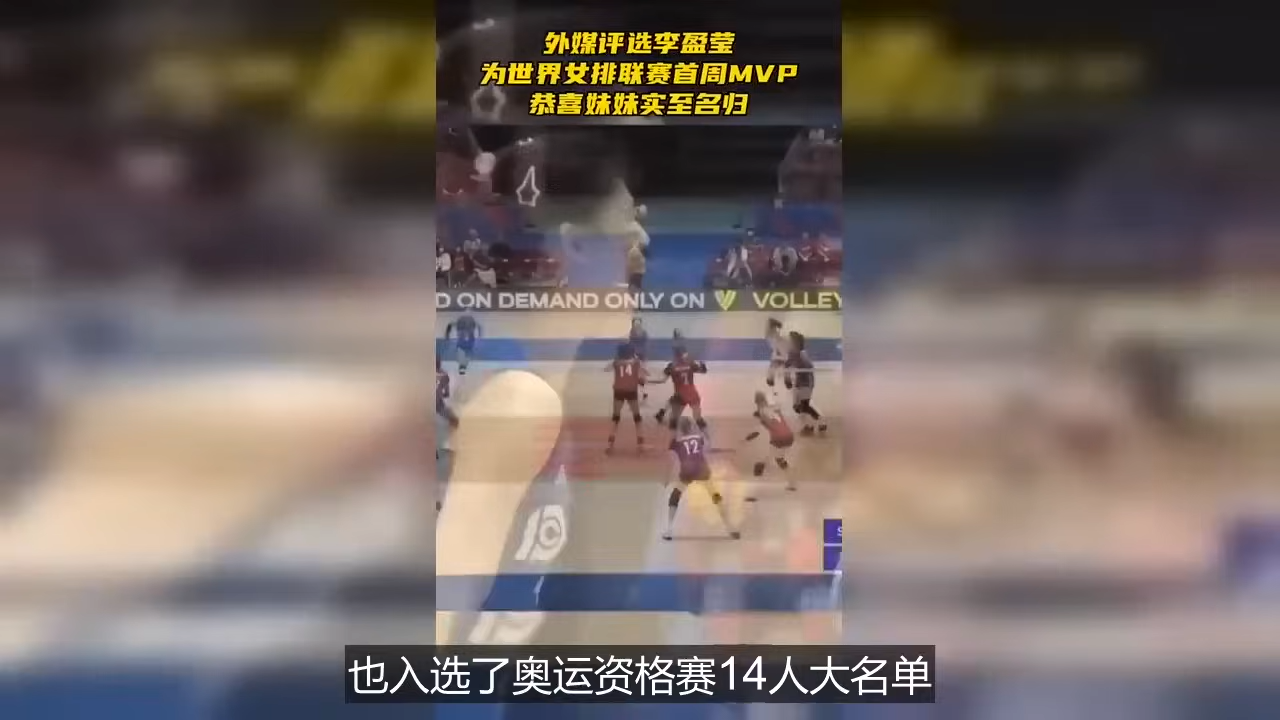 外媒评选李盈莹
为世界女排联赛首周MVP
恭喜妹妹实至名归
D ON DEMAND ONLY ON VOLLEY
14
12
也入选了奥运资格赛14人大名单